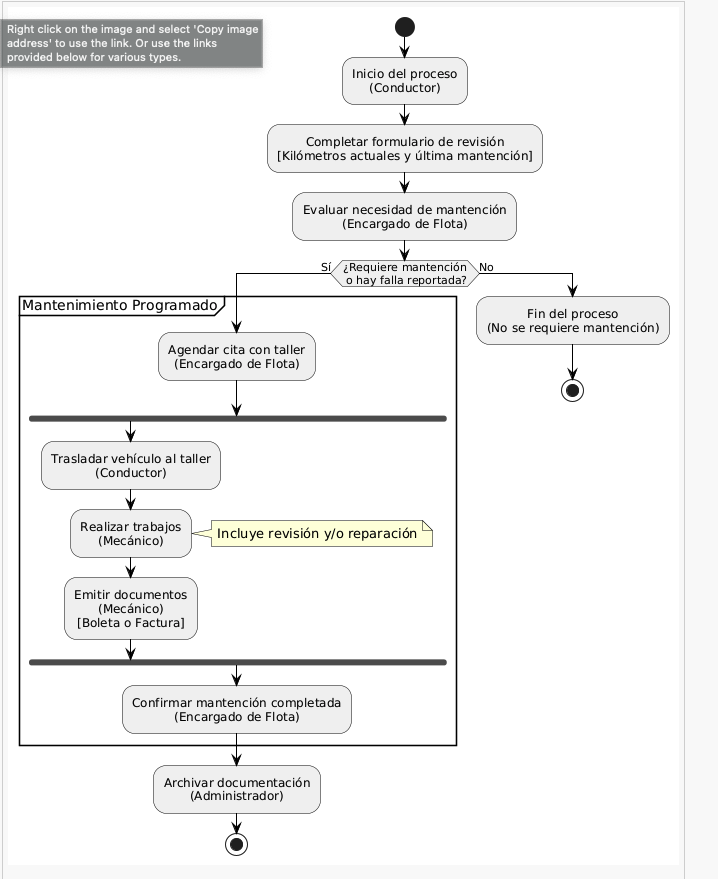 Right click on the image and select 'Copy image
address' to use the link. Or use the links
provided below for various types.
Inicio del proceso
(Conductor)
Completar formulario de revisión
[Kilómetros actuales y última mantención]
Evaluar necesidad de mantención
(Encargado de Flota)
Sí
¿Requiere mantención
o hay falla reportada?
No
Mantenimiento Programado
Fin del proceso
(No se requiere mantención)
Agendar cita con taller
(Encargado de Flota)
Trasladar vehículo al taller
(Conductor)
Realizar trabajos
(Mecánico)
Incluye revisión y/o reparación
Emitir documentos
(Mecánico)
[Boleta o Factura]
Confirmar mantención completada
(Encargado de Flota)
Archivar documentación
(Administrador)